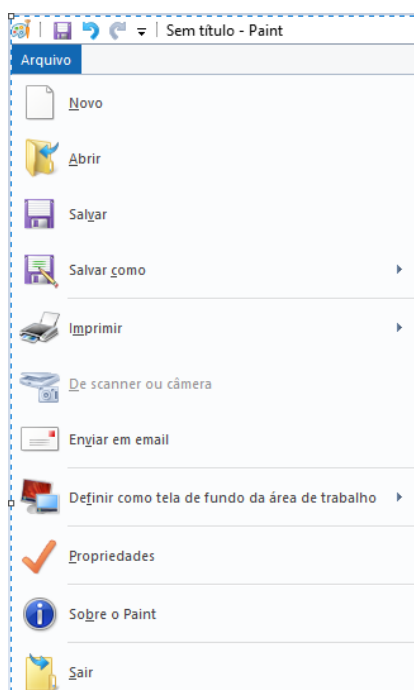 Sem título - Paint
Arquivo
Novo
Abrir
Salvar
Salvar como
Imprimir
De scanner ou câmera
Enviar em email
Definir como tela de fundo da área de trabalho
Propriedades
Sobre o Paint
Sair